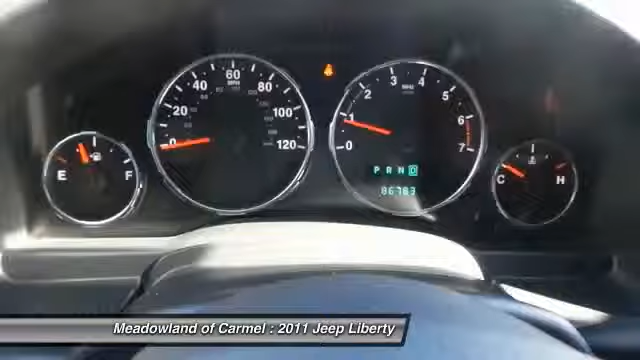 20 40 60 80 100 120
0
MPH
1 2 3 4 5 6 7
0
E F
C H
P R N D
86783
Meadowland of Carmel : 2011 Jeep Liberty